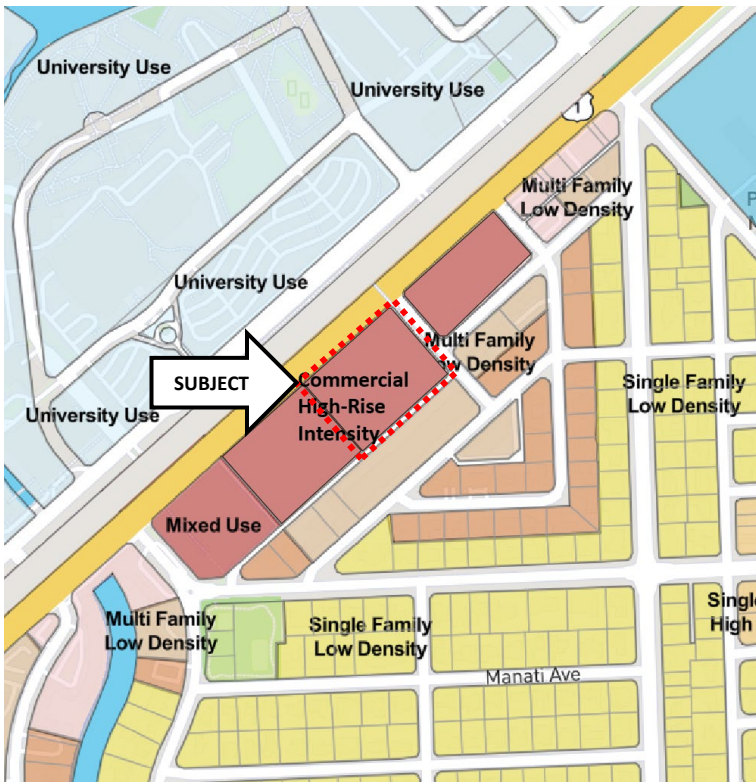 University Use
University Use
1
Multi Family
Low Density
P
University Use
Multi Family
Low Density
SUBJECT
Commercial
High-Rise
Intensity
Single Family
Low Density
University Use
Mixed Use
Multi Family
Low Density
Single Family
Low Density
Single
High
Manati Ave